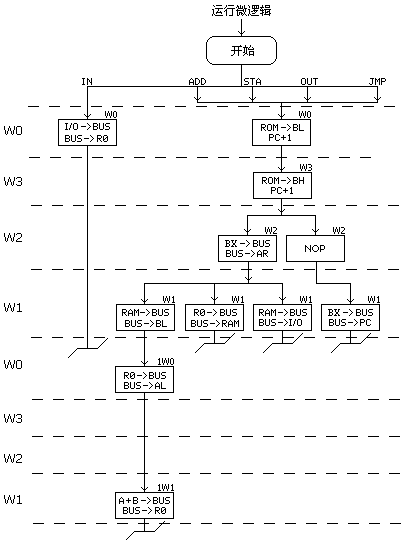 运行微逻辑
开始
IN ADD STA OUT JMP
W0 W0
W0 I/O->BUS ROM->BL
BUS->R0 PC+1
W3
W3 ROM->BH
PC+1
W2 W2
W2 BX->BUS NOP
BUS->AR
W1 W1 W1 W1
W1 RAM->BUS R0->BUS RAM->BUS BX->BUS
BUS->BL BUS->RAM BUS->I/O BUS->PC
1W0
W0 R0->BUS
BUS->AL
W3
W2
1W1
W1 A+B->BUS
BUS->R0